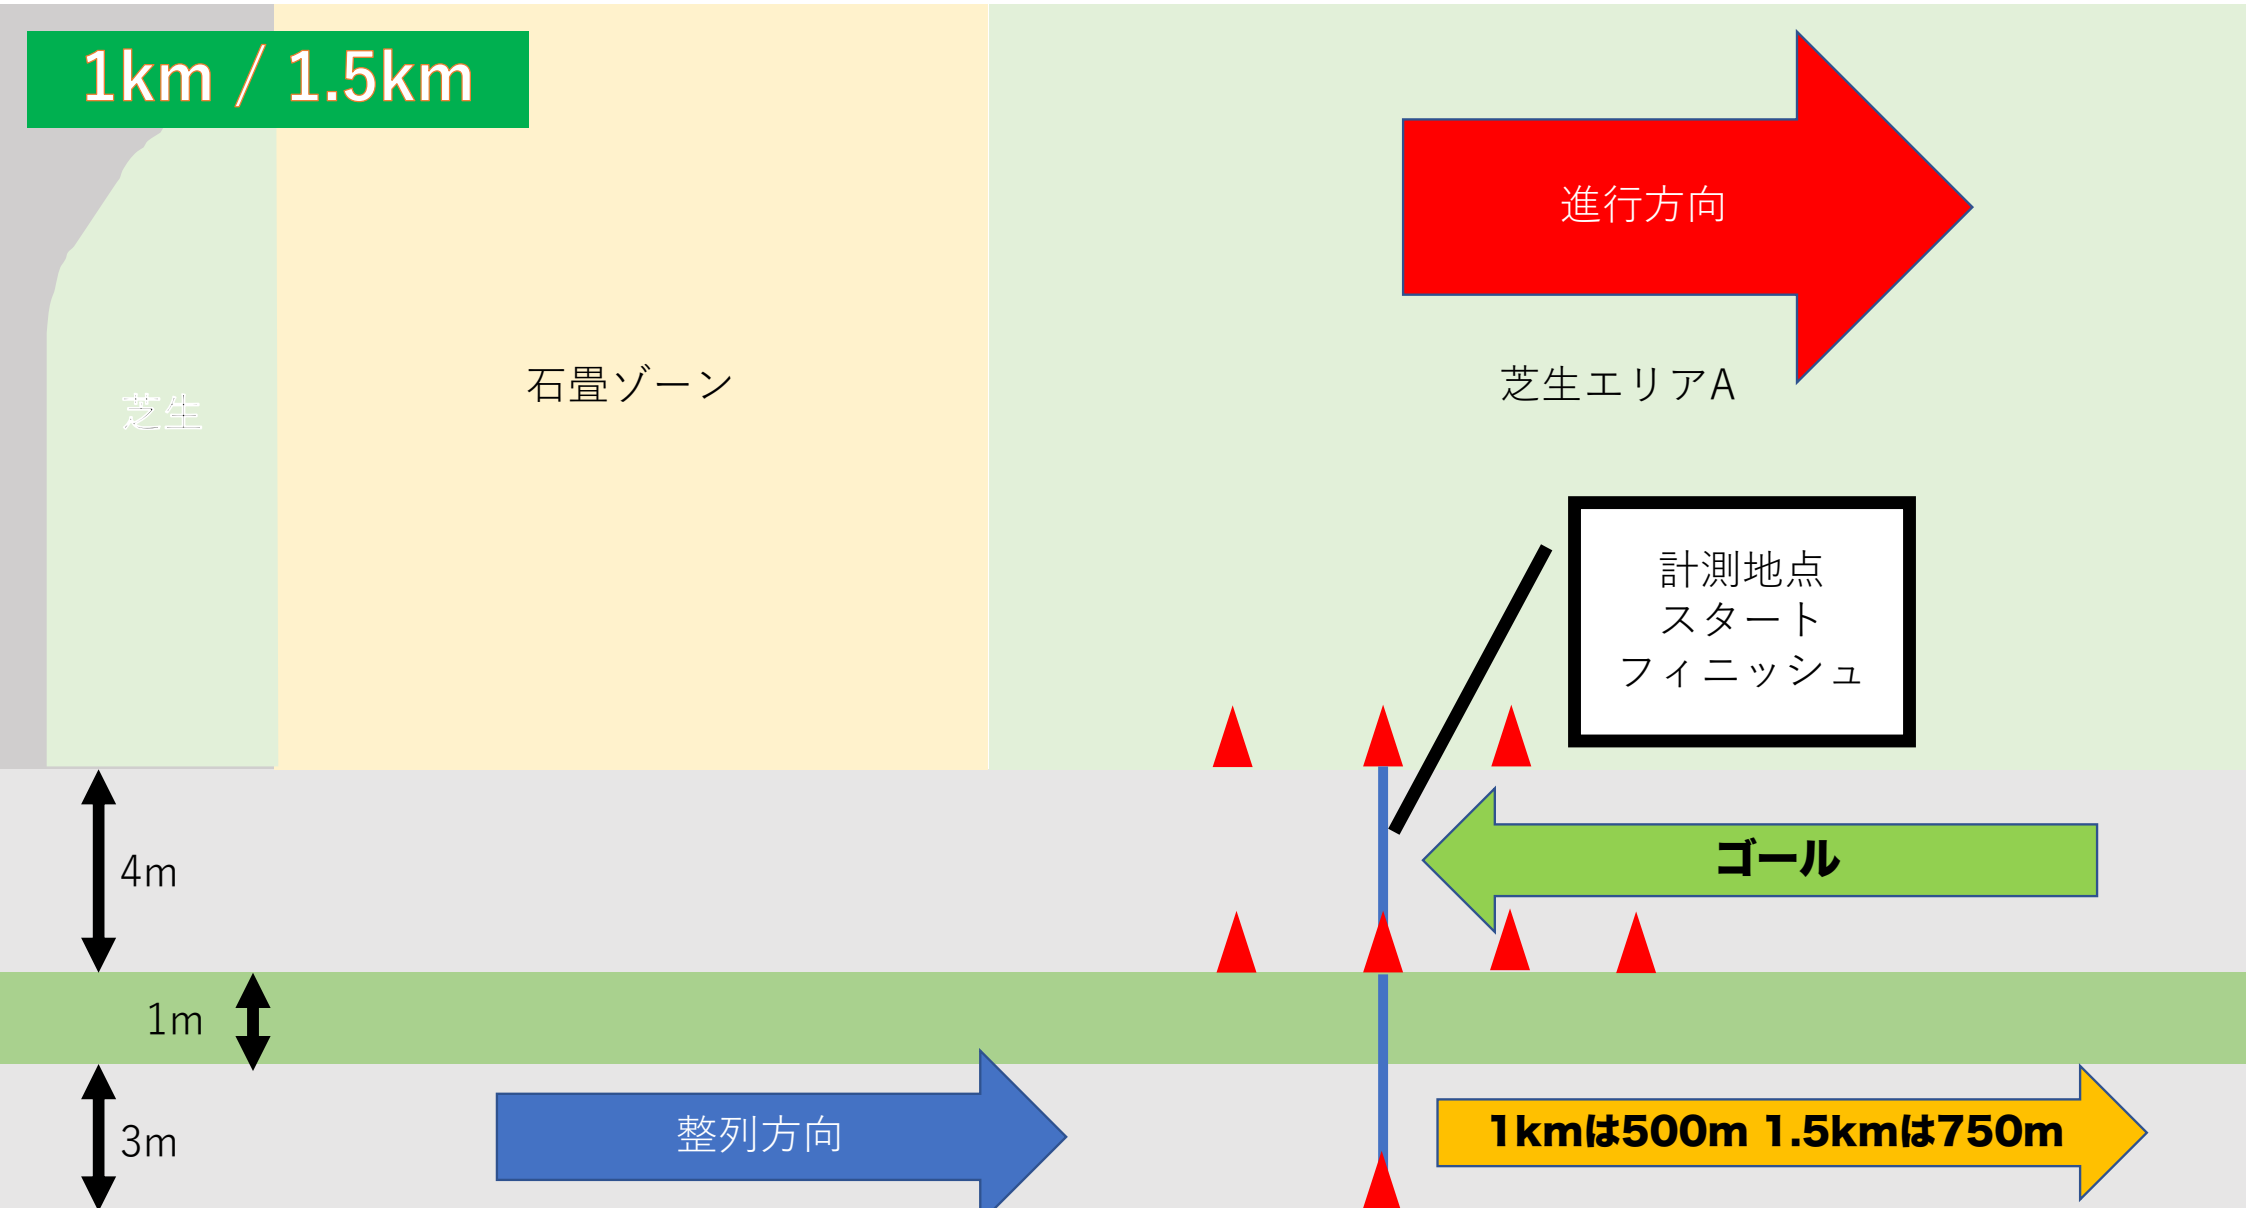 1km / 1.5km
進行方向
石畳ゾーン
芝生エリアA
芝生
計測地点
スタート
フィニッシュ
ゴール
4m
1m
3m
整列方向
1kmは500m 1.5kmは750m